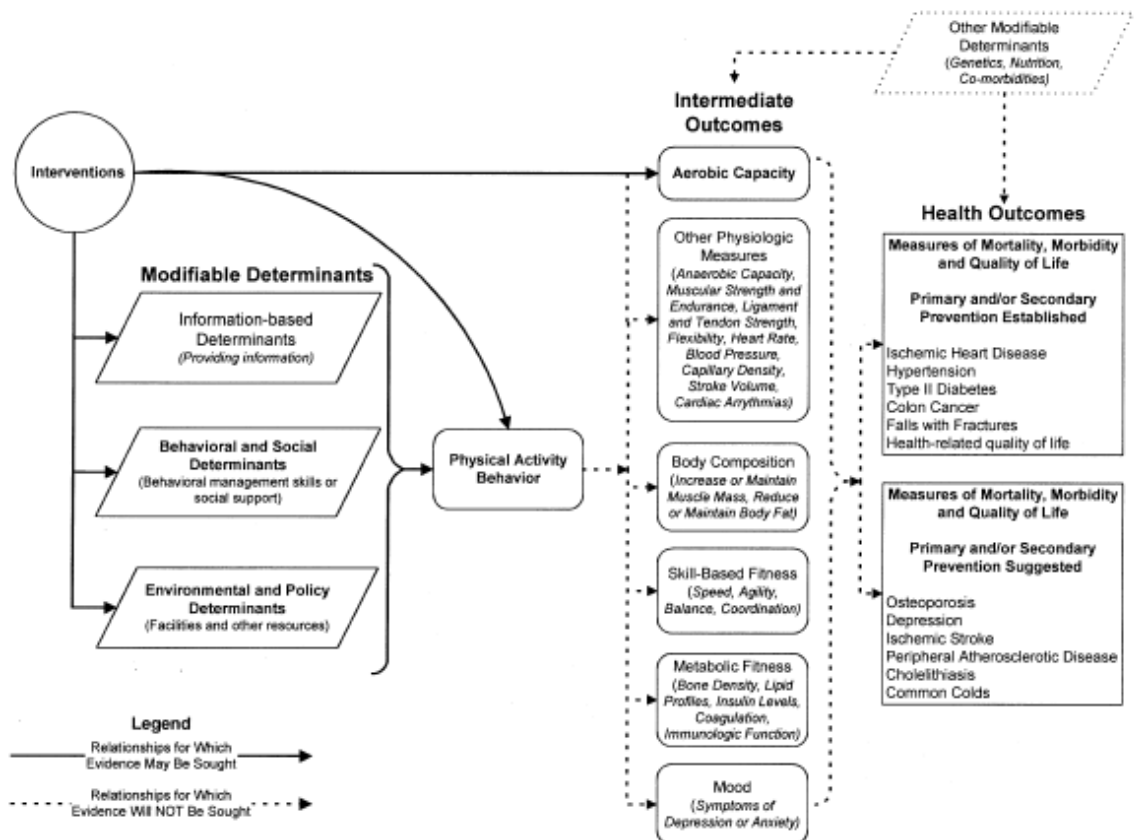 Other Modifiable
Determinants
(Genetics, Nutrition,
Co-morbidities)
Intermediate
Outcomes
Interventions
Aerobic Capacity
Health Outcomes
Modifiable Determinants
Information-based
Determinants
(Providing information)
Behavioral and Social
Determinants
(Behavioral management skills or
social support)
Environmental and Policy
Determinants
(Facilities and other resources)
Physical Activity
Behavior
Other Physiologic
Measures
(Anaerobic Capacity,
Muscular Strength and
Endurance, Ligament
and Tendon Strength,
Flexibility, Heart Rate,
Blood Pressure,
Capillary Density,
Stroke Volume,
Cardiac Arrythmias)
Body Composition
(Increase or Maintain
Muscle Mass, Reduce
or Maintain Body Fat)
Skill-Based Fitness
(Speed, Agility,
Balance, Coordination)
Metabolic Fitness
(Bone Density, Lipid
Profiles, Insulin Levels,
Coagulation,
Immunologic Function)
Mood
(Symptoms of
Depression or Anxiety)
Measures of Mortality, Morbidity
and Quality of Life
Primary and/or Secondary
Prevention Established
Ischemic Heart Disease
Hypertension
Type II Diabetes
Colon Cancer
Falls with Fractures
Health-related quality of life
Measures of Mortality, Morbidity
and Quality of Life
Primary and/or Secondary
Prevention Suggested
Osteoporosis
Depression
Ischemic Stroke
Peripheral Atherosclerotic Disease
Cholelithiasis
Common Colds
Legend
Relationships for Which
Evidence May Be Sought
Relationships for Which
Evidence Will NOT Be Sought